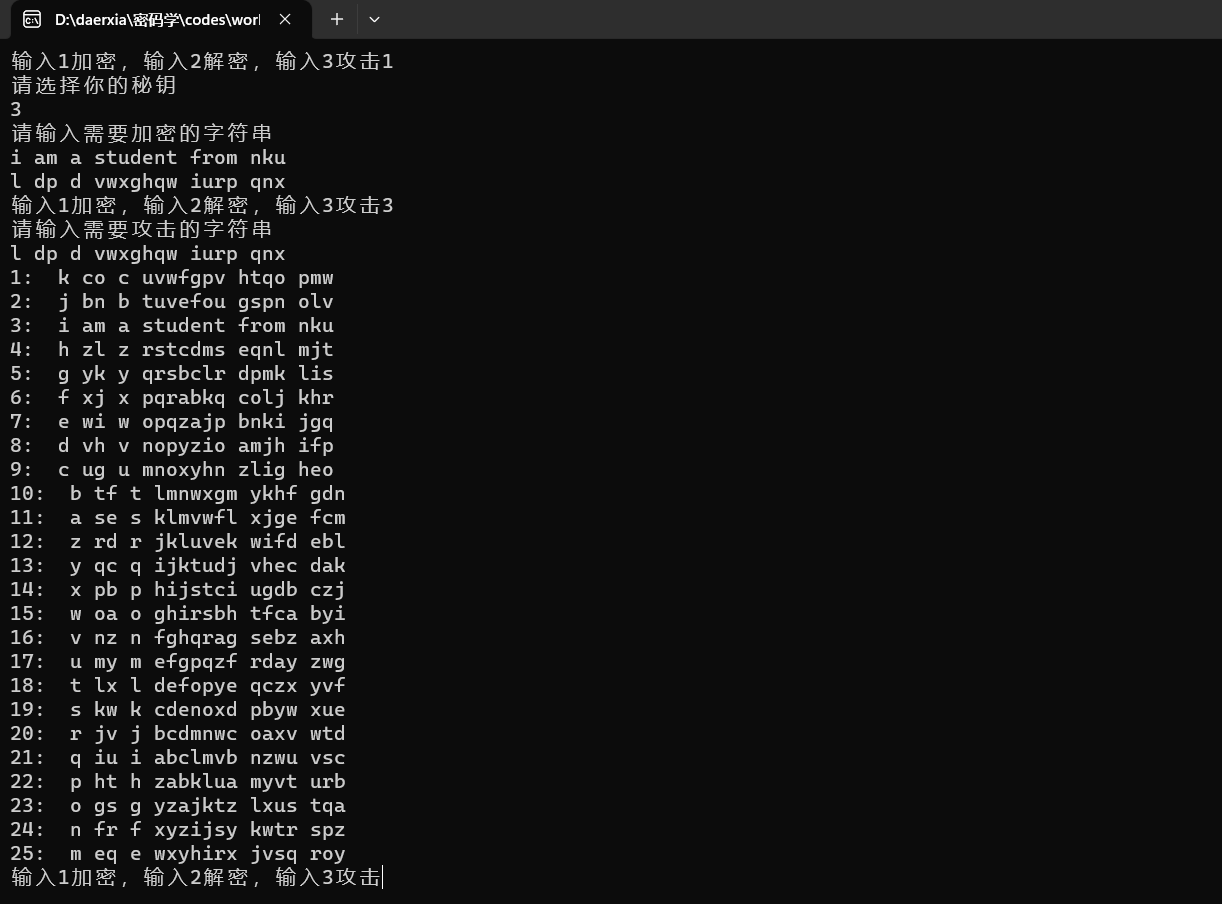 D:\daerxia\密码学\codes\wor
输入1加密，输入2解密，输入3攻击1
请选择你的秘钥
3
请输入需要加密的字符串
i am a student from nku
l dp d vwxghqw iurp qnx
输入1加密，输入2解密，输入3攻击3
请输入需要攻击的字符串
l dp d vwxghqw iurp qnx
1:  k co c uvwfgpv htqo pmw
2:  j bn b tuvefou gspn olv
3:  i am a student from nku
4:  h zl z rstcdms eqnl mjt
5:  g yk y qrsbclr dpmk lis
6:  f xj x pqrabkq colj khr
7:  e wi w opqzajp bnki jgq
8:  d vh v nopyzio amjh ifp
9:  c ug u mnoxyhn zlig heo
10:  b tf t lmnwxgm ykhf gdn
11:  a se s klmvwfl xjge fcm
12:  z rd r jkluvek wifd ebl
13:  y qc q ijktudj vhec dak
14:  x pb p hijstci ugdb czj
15:  w oa o ghirsbh tfca byi
16:  v nz n fghqrag sebz axh
17:  u my m efgpqzf rday zwg
18:  t lx l defopye qczx yvf
19:  s kw k cdenoxd pbyw xue
20:  r jv j bcdmnwc oaxv wtd
21:  q iu i abclmvb nzwu vsc
22:  p ht h zabklua myvt urb
23:  o gs g yzajktz lxus tqa
24:  n fr f xyzijsy kwtr spz
25:  m eq e wxyhirx jvsq roy
输入1加密，输入2解密，输入3攻击